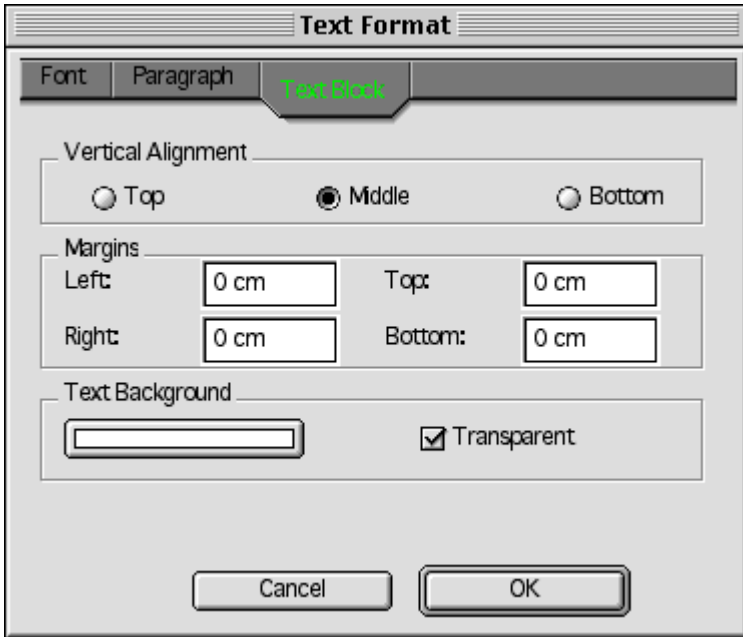 Text Format
Font Paragraph Text Block
Vertical Alignment
Top Middle Bottom
Margins
Left: 0 cm Top: 0 cm
Right: 0 cm Bottom: 0 cm
Text Background
Transparent
Cancel OK